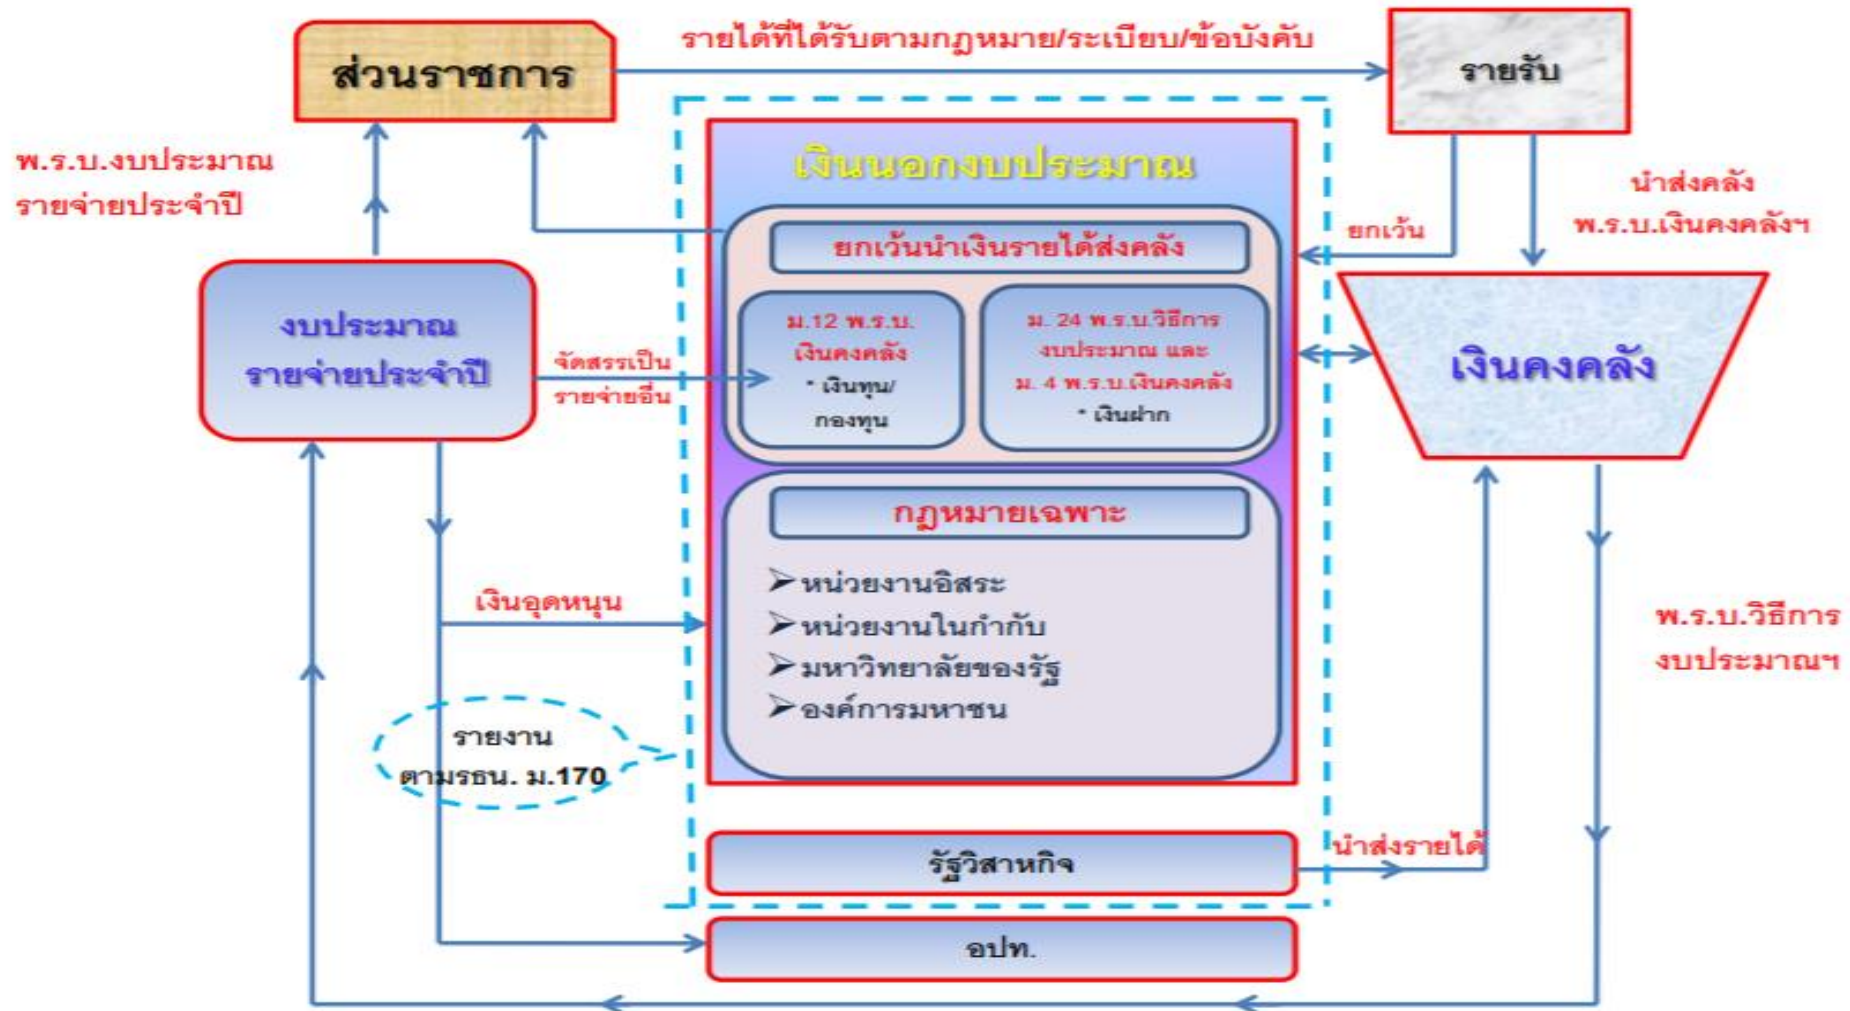 รายได้ที่ได้รับตามกฎหมาย/ระเบียบ/ข้อบังคับ
ส่วนราชการ
รายรับ
พ.ร.บ.งบประมาณ
รายจ่ายประจำปี
เงินนอกงบประมาณ
นำส่งคลัง
พ.ร.บ.เงินคงคลังฯ
ยกเว้น
ยกเว้นนำเงินรายได้ส่งคลัง
งบประมาณ
รายจ่ายประจำปี
จัดสรรเป็น
รายจ่ายอื่น
ม.12 พ.ร.บ.
เงินคงคลัง
* เงินทุน/
กองทุน
ม. 24 พ.ร.บ.วิธีการ
งบประมาณ และ
ม. 4 พ.ร.บ.เงินคงคลัง
* เงินฝาก
เงินคงคลัง
กฎหมายเฉพาะ
➢หน่วยงานอิสระ
➢หน่วยงานในกำกับ
➢มหาวิทยาลัยของรัฐ
➢องค์การมหาชน
เงินอุดหนุน
พ.ร.บ.วิธีการ
งบประมาณฯ
รายงาน
ตามรธน. ม.170
รัฐวิสาหกิจ
นำส่งรายได้
อปท.